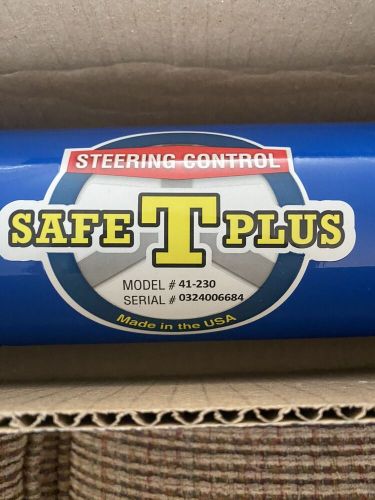 STEERING CONTROL
SAFE T PLUS
MODEL # 41-230
SERIAL # 0324006684
Made in the USA